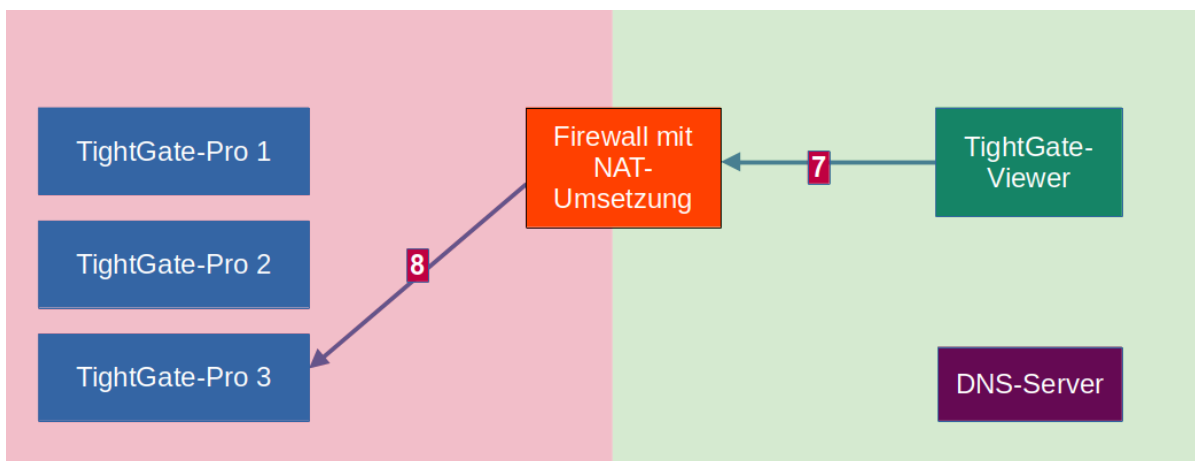 TightGate-Pro 1
Firewall mit
NAT-
Umsetzung
7
TightGate-
Viewer
TightGate-Pro 2
8
TightGate-Pro 3
DNS-Server